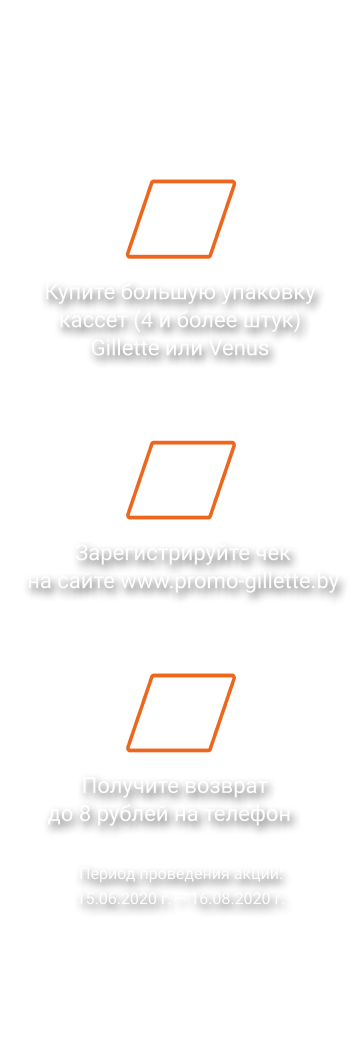 Купите большую упаковку
кассет (4 и более штук)
Gillette или Venus
Зарегистрируйте чек
на сайте www.promo-gillette.by
Получите возврат
до 8 рублей на телефон
Период проведения акции:
15.06.2020 г. – 16.08.2020 г.